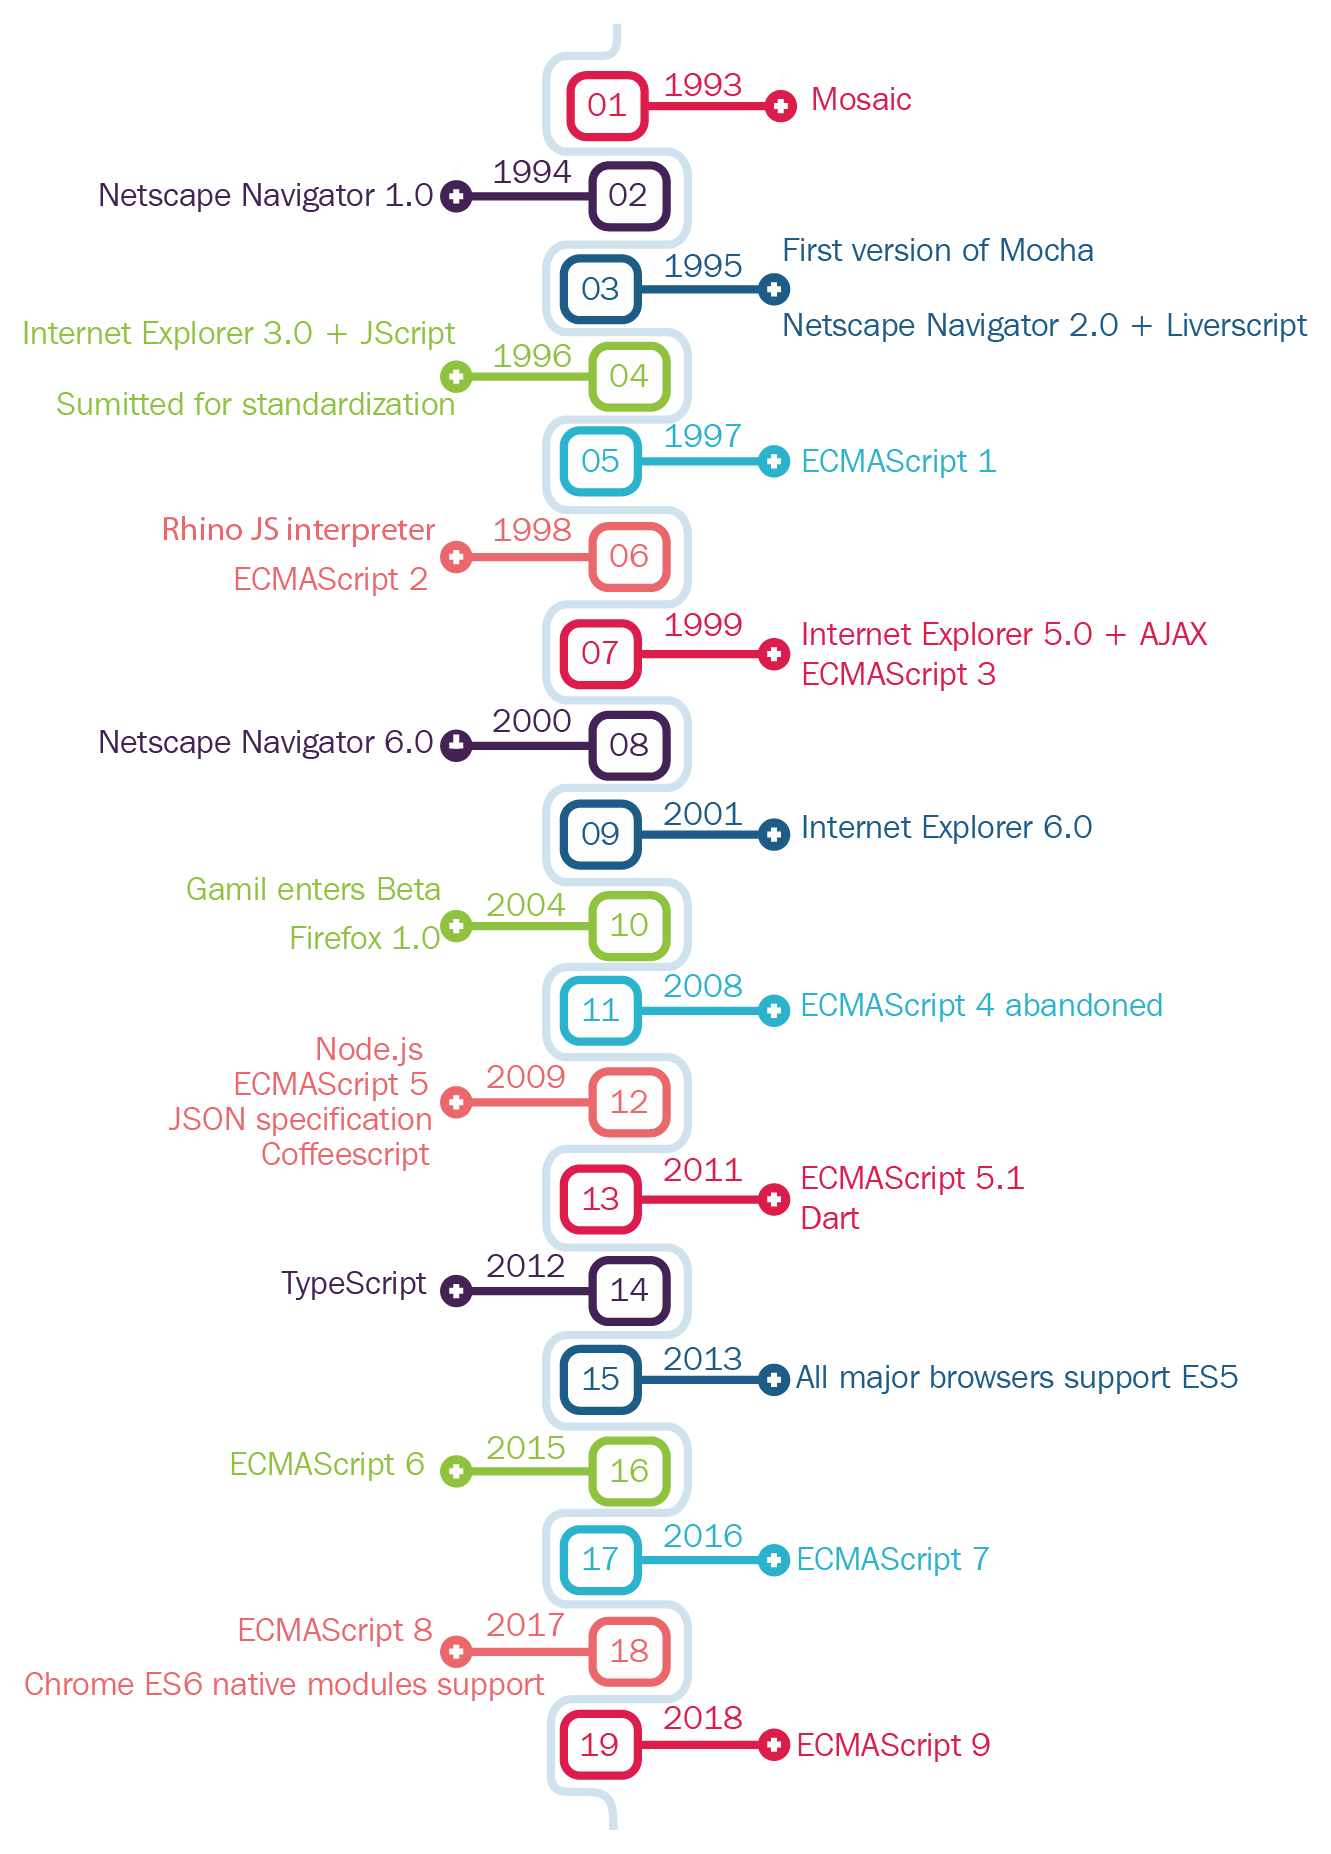 01
1993
Mosaic
Netscape Navigator 1.0
1994
02
03
1995
First version of Mocha
Netscape Navigator 2.0 + Liverscript
Internet Explorer 3.0 + JScript
Sumitted for standardization
1996
04
05
1997
ECMAScript 1
Rhino JS interpreter
ECMAScript 2
1998
06
07
1999
Internet Explorer 5.0 + AJAX
ECMAScript 3
Netscape Navigator 6.0
2000
08
09
2001
Internet Explorer 6.0
Gamil enters Beta
Firefox 1.0
2004
10
11
2008
ECMAScript 4 abandoned
Node.js
ECMAScript 5
JSON specification
Coffeescript
2009
12
13
2011
ECMAScript 5.1
Dart
TypeScript
2012
14
15
2013
All major browsers support ES5
ECMAScript 6
2015
16
17
2016
ECMAScript 7
ECMAScript 8
Chrome ES6 native modules support
2017
18
19
2018
ECMAScript 9